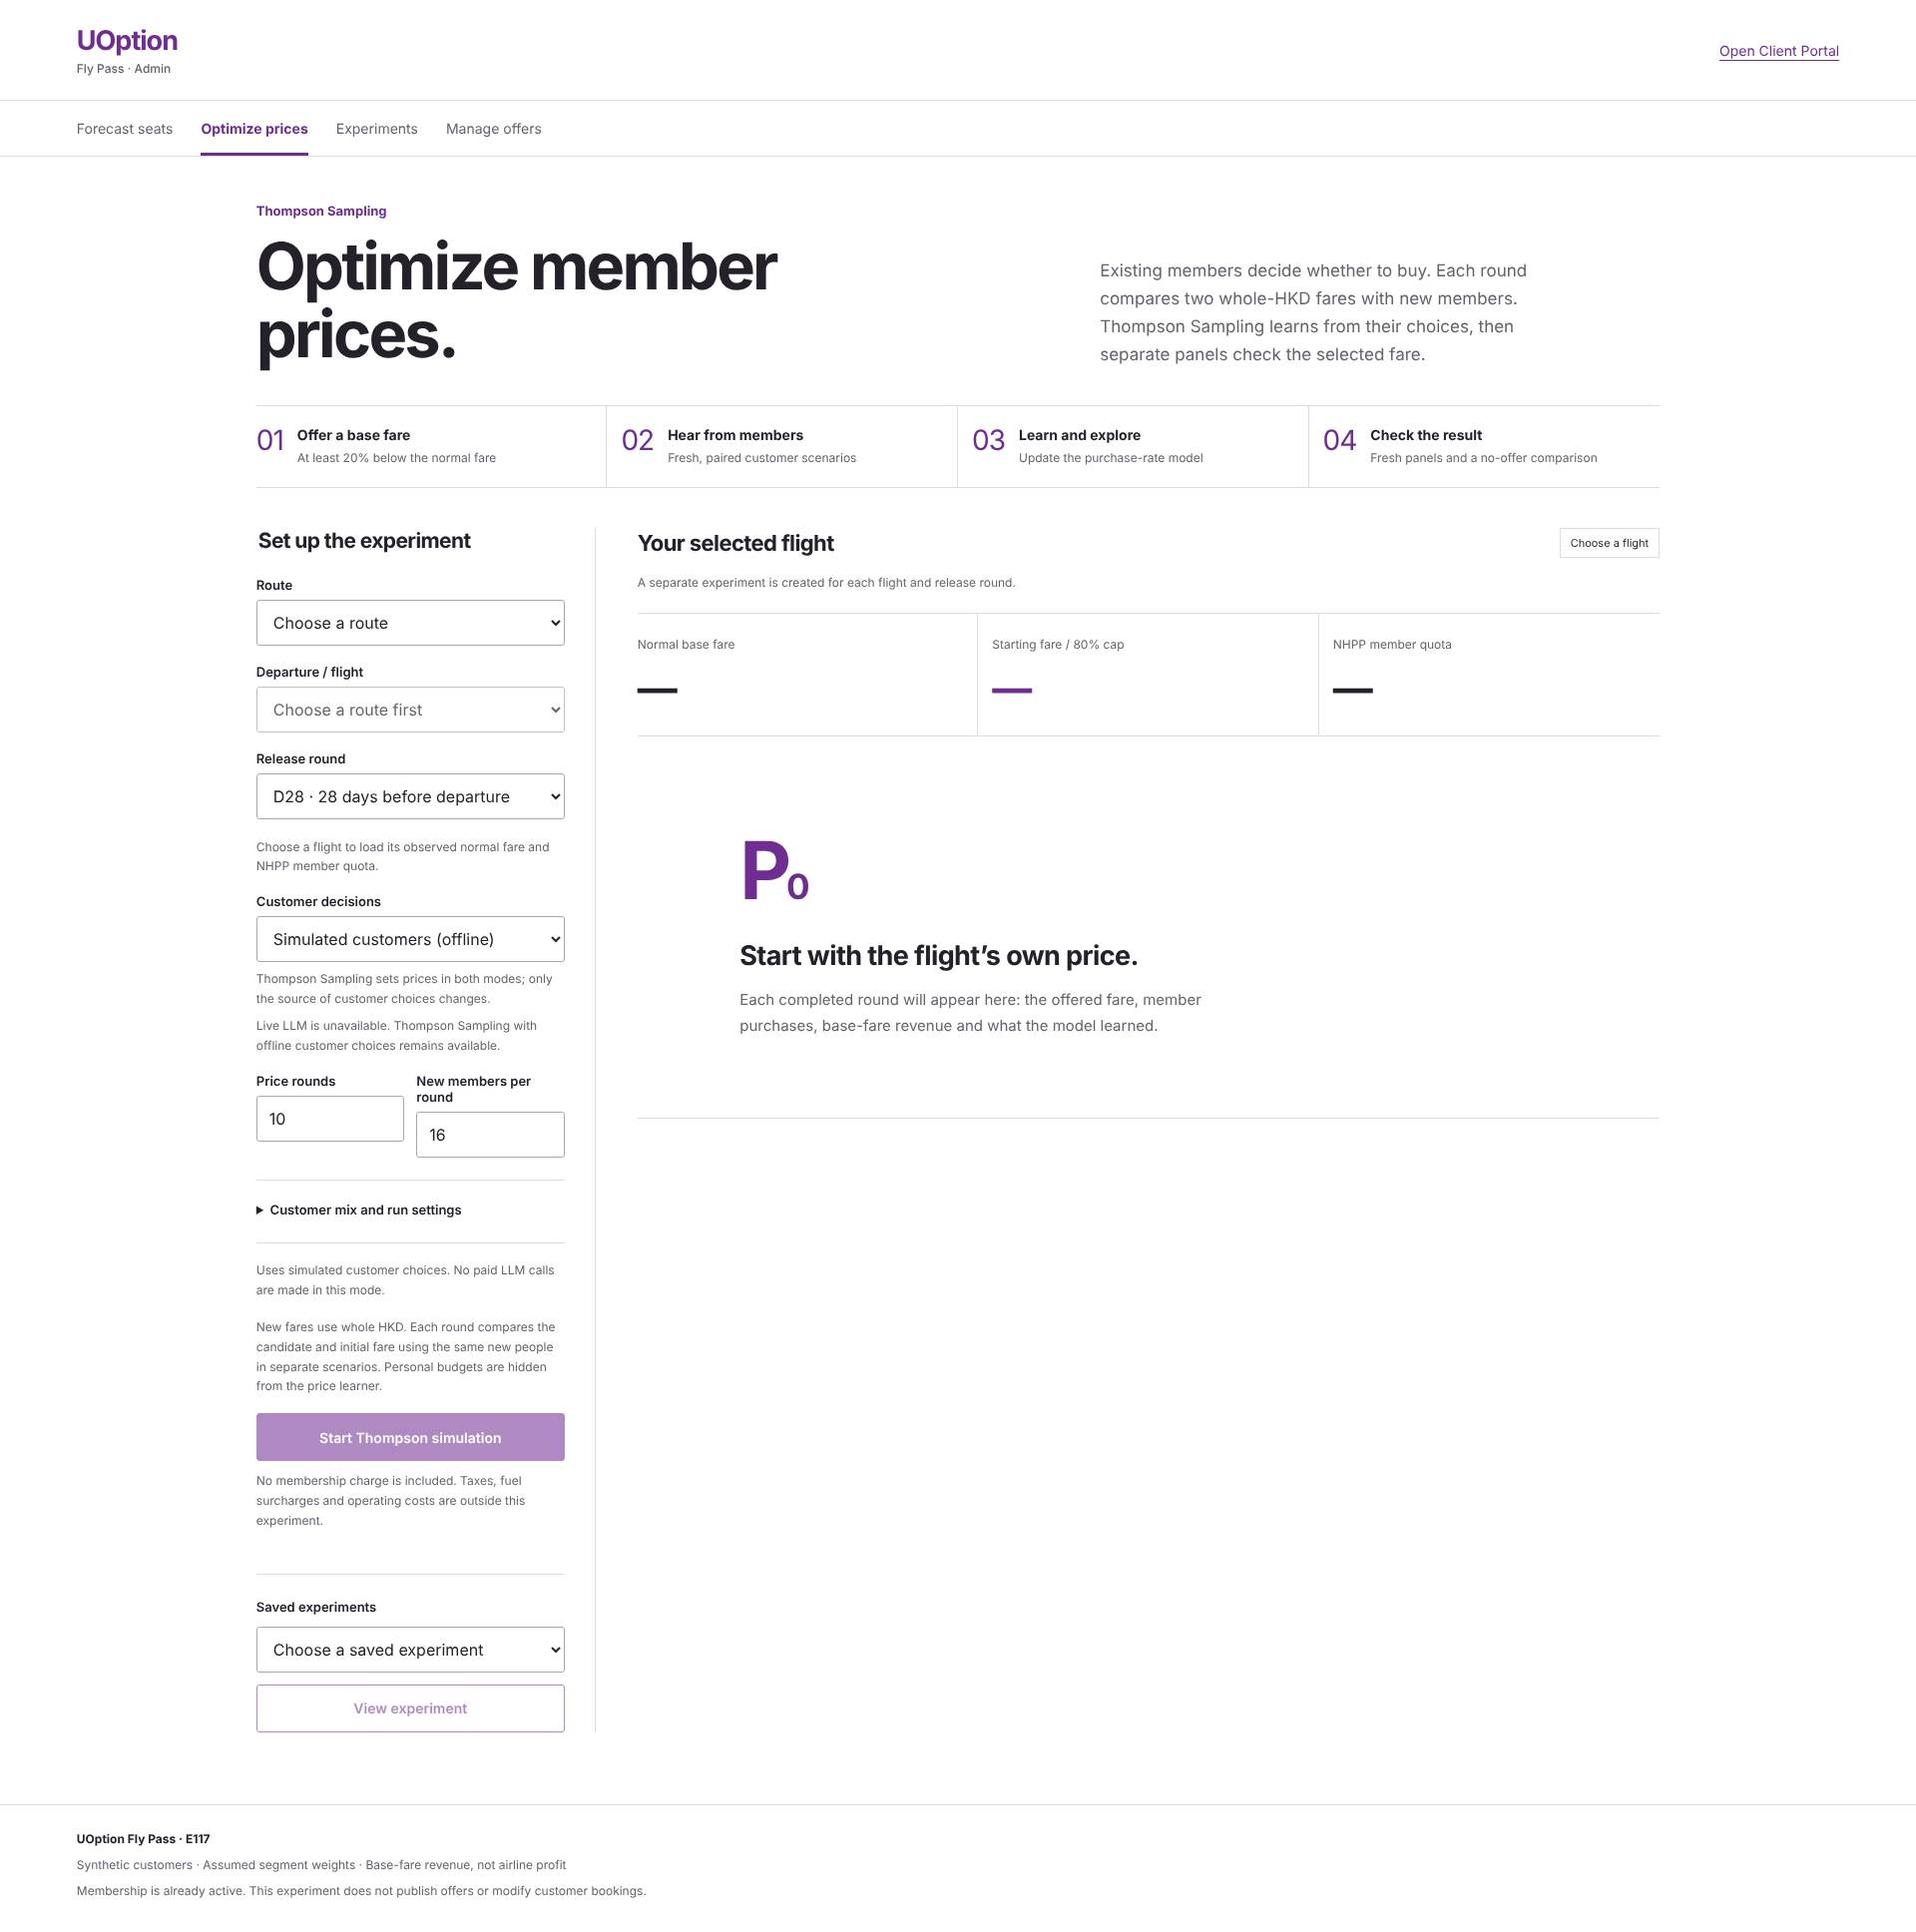 UOption
Fly Pass · Admin
Open Client Portal
Forecast seats
Optimize prices
Experiments
Manage offers
Thompson Sampling
Optimize member
prices.
Existing members decide whether to buy. Each round
compares two whole-HKD fares with new members.
Thompson Sampling learns from their choices, then
separate panels check the selected fare.
01
Offer a base fare
At least 20% below the normal fare
02
Hear from members
Fresh, paired customer scenarios
03
Learn and explore
Update the purchase-rate model
04
Check the result
Fresh panels and a no-offer comparison
Set up the experiment
Route
Choose a route
Departure / flight
Choose a route first
Release round
D28 · 28 days before departure
Choose a flight to load its observed normal fare and
NHPP member quota.
Customer decisions
Simulated customers (offline)
Thompson Sampling sets prices in both modes; only
the source of customer choices changes.
Live LLM is unavailable. Thompson Sampling with
offline customer choices remains available.
Price rounds
10
New members per
round
16
Customer mix and run settings
Uses simulated customer choices. No paid LLM calls
are made in this mode.
New fares use whole HKD. Each round compares the
candidate and initial fare using the same new people
in separate scenarios. Personal budgets are hidden
from the price learner.
Start Thompson simulation
No membership charge is included. Taxes, fuel
surcharges and operating costs are outside this
experiment.
Saved experiments
Choose a saved experiment
View experiment
Your selected flight
Choose a flight
A separate experiment is created for each flight and release round.
Normal base fare
—
Starting fare / 80% cap
—
NHPP member quota
—
P₀
Start with the flight’s own price.
Each completed round will appear here: the offered fare, member
purchases, base-fare revenue and what the model learned.
UOption Fly Pass · E117
Synthetic customers · Assumed segment weights · Base-fare revenue, not airline profit
Membership is already active. This experiment does not publish offers or modify customer bookings.